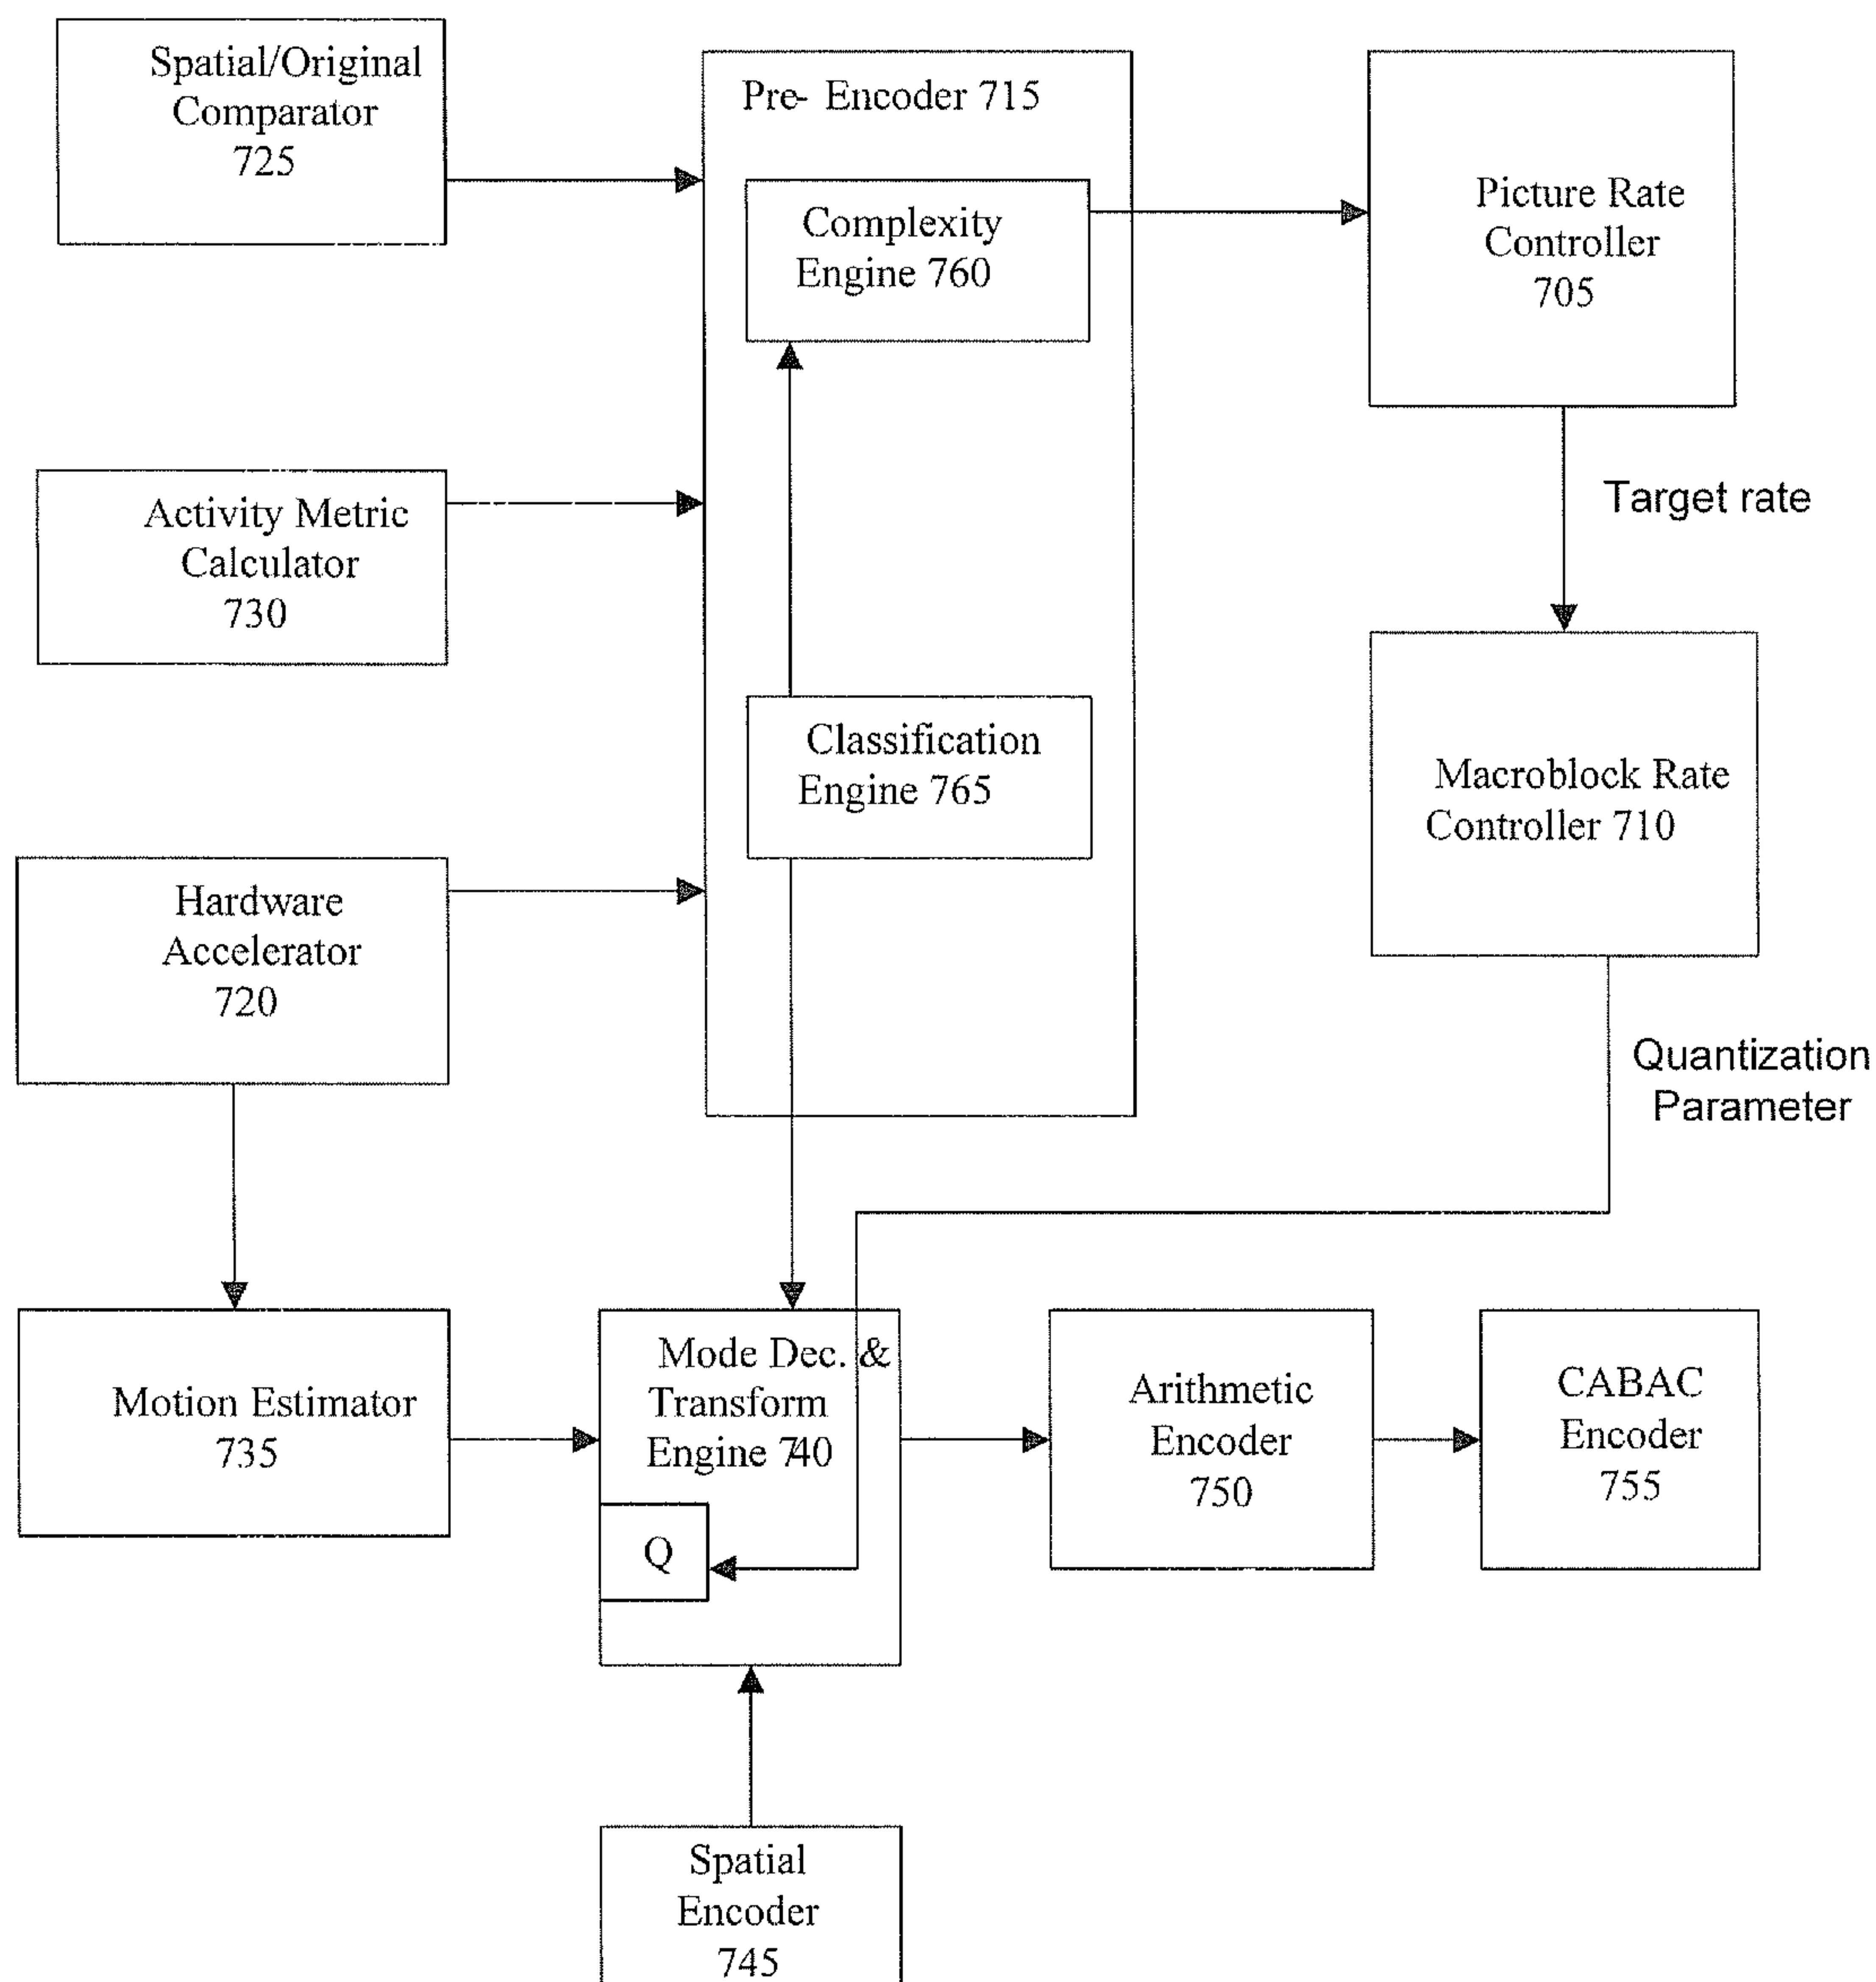 Spatial/Original
Comparator
725
Pre- Encoder 715
Complexity
Engine 760
Picture Rate
Controller
705
Target rate
Activity Metric
Calculator
730
Classification
Engine 765
Macroblock Rate
Controller 710
Hardware
Accelerator
720
Quantization
Parameter
Motion Estimator
735
Mode Dec. &
Transform
Engine 740
Q
Arithmetic
Encoder
750
CABAC
Encoder
755
Spatial
Encoder
745